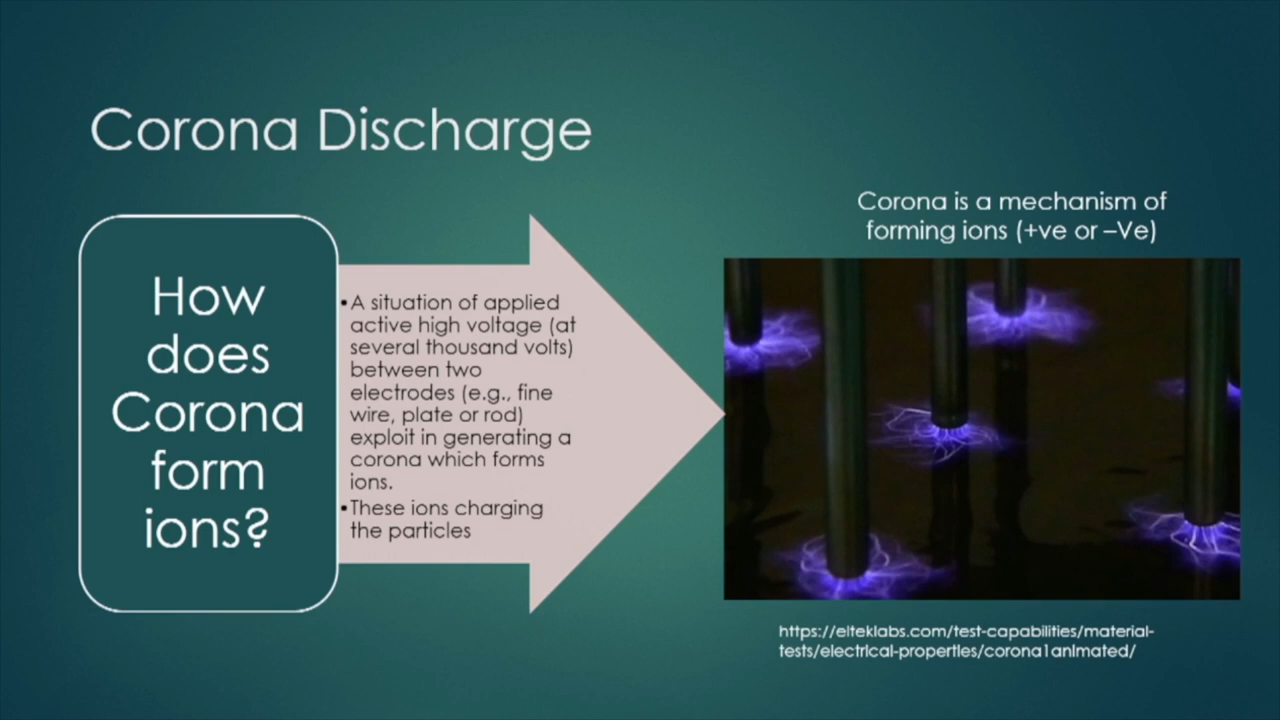 Corona Discharge
How
does
Corona
form
ions?
•A situation of applied
active high voltage (at
several thousand volts)
between two
electrodes (e.g., fine
wire, plate or rod)
exploit in generating a
corona which forms
ions.
•These ions charging
the particles
Corona is a mechanism of
forming ions (+ve or –Ve)
https://elteklabs.com/test-capabilities/material-
tests/electrical-properties/corona1animated/